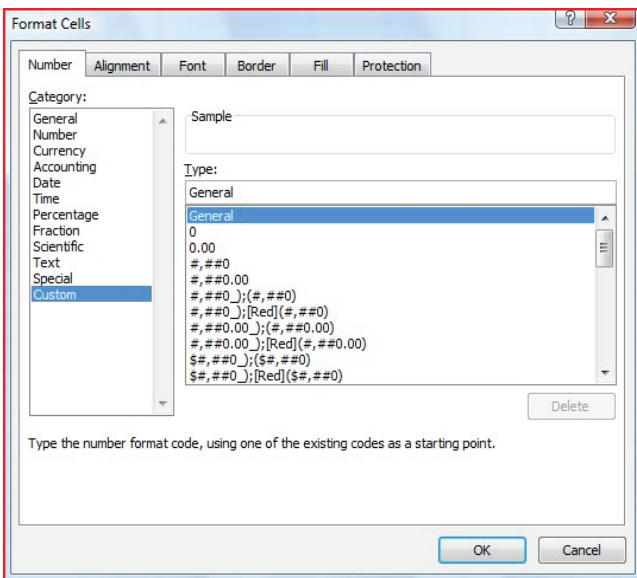 Format Cells
Number Alignment Font Border Fill Protection
Category:
General
Number
Currency
Accounting
Date
Time
Percentage
Fraction
Scientific
Text
Special
Custom
Sample
Type:
General
General
0
0.00
#,##0
#,##0.00
#,##0_);(#,##0)
#,##0_);[Red](#,##0)
#,##0.00_);(#,##0.00)
#,##0.00_);[Red](#,##0.00)
$#,##0_);($#,##0)
$#,##0_);[Red]($#,##0)
Delete
Type the number format code, using one of the existing codes as a starting point.
OK Cancel